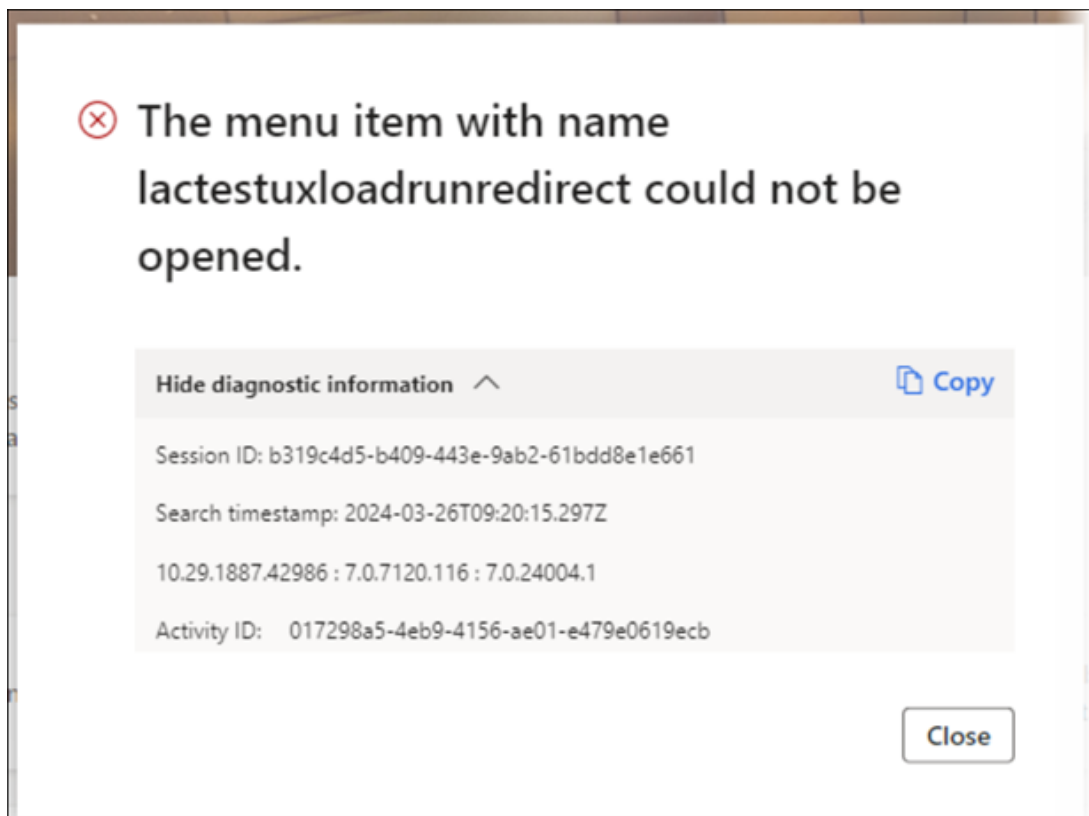 The menu item with name
lactestuxloadrunredirect could not be
opened.
Hide diagnostic information
Copy
Session ID: b319c4d5-b409-443e-9ab2-61bdd8e1e661
Search timestamp: 2024-03-26T09:20:15.297Z
10.29.1887.42986 : 7.0.7120.116 : 7.0.24004.1
Activity ID: 017298a5-4eb9-4156-ae01-e479e0619ecb
Close